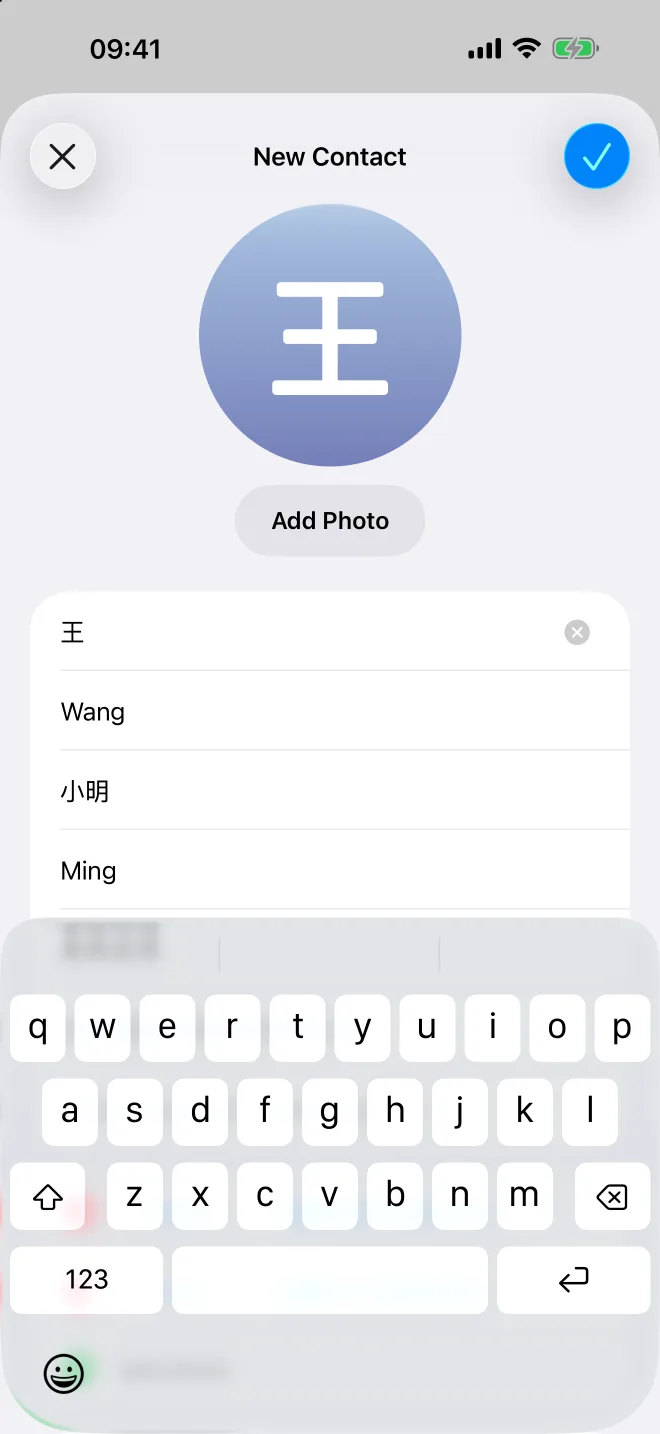 09:41
New Contact
王
Add Photo
王
Wang
小明
Ming
q w e r t y u i o p
a s d f g h j k l
z x c v b n m
123